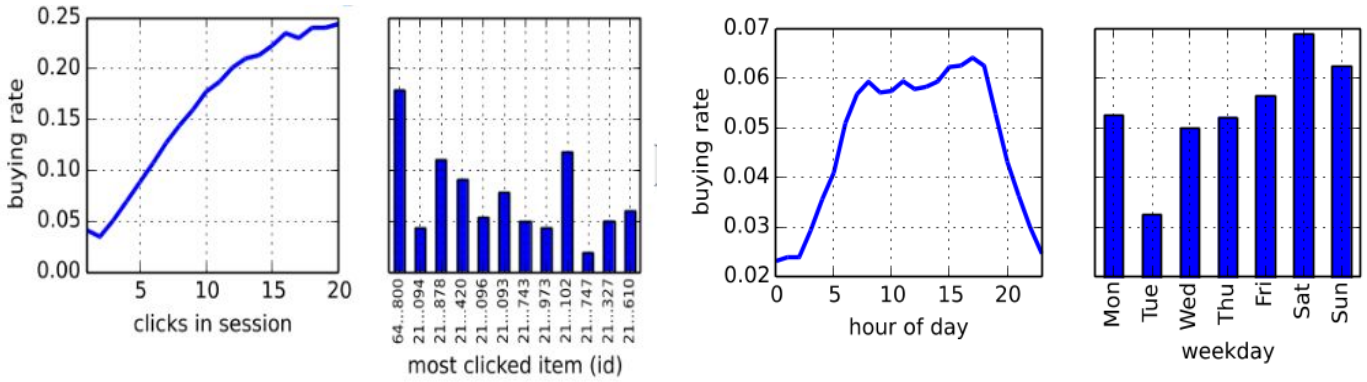 buying rate
0.25
0.20
0.15
0.10
0.05
0.00
5 10 15 20
clicks in session
64...800
21...094
21...878
21...420
21...096
21...093
21...743
21...973
21...102
21...747
21...327
21...610
most clicked item (id)
buying rate
0.07
0.06
0.05
0.04
0.03
0.02
0 5 10 15 20
hour of day
Mon
Tue
Wed
Thu
Fri
Sat
Sun
weekday